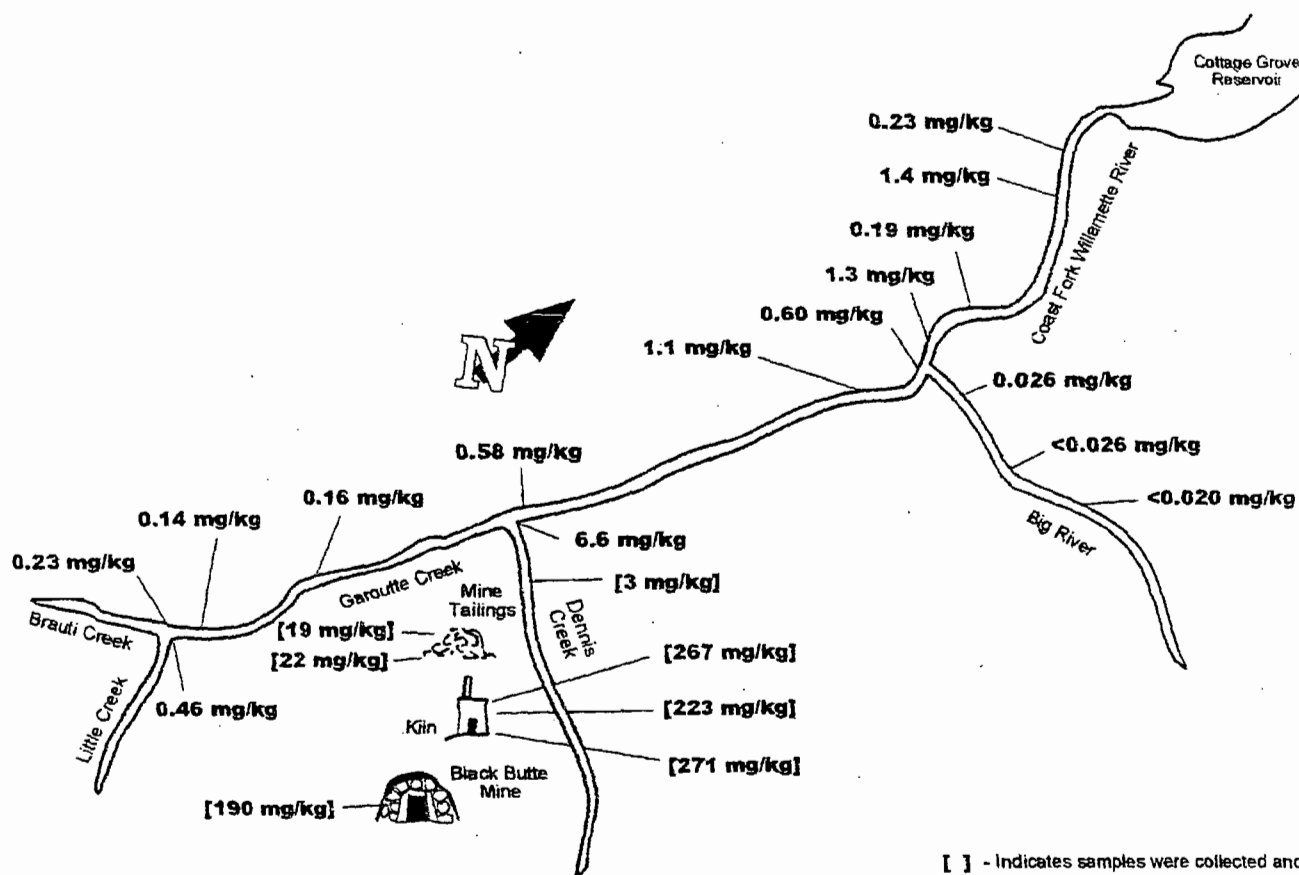 Cottage Grove
Reservoir
0.23 mg/kg
1.4 mg/kg
Coast Fork Willamette River
0.19 mg/kg
1.3 mg/kg
0.60 mg/kg
1.1 mg/kg
N
0.026 mg/kg
<0.026 mg/kg
<0.020 mg/kg
Big River
0.58 mg/kg
0.16 mg/kg
0.14 mg/kg
0.23 mg/kg
6.6 mg/kg
Garoutte Creek
[3 mg/kg]
Mine
Tailings
Dennis
Creek
Brauti Creek
[19 mg/kg]
[22 mg/kg]
[267 mg/kg]
0.46 mg/kg
Little Creek
[223 mg/kg]
Kiln
[271 mg/kg]
Black Butte
Mine
[190 mg/kg]
[ ] - Indicates samples were collected and